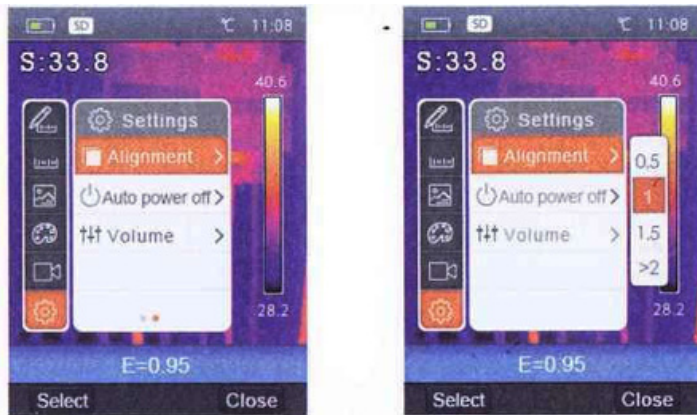 SD ℃ 11:08
S:33.8
40.6
Settings
Alignment >
Auto power off >
Volume >
28.2
E=0.95
Select Close
SD ℃ 11:08
S:33.8
40.6
Settings
Alignment >
0.5
Auto power off >
1
Volume >
1.5
>2
28.2
E=0.95
Select Close